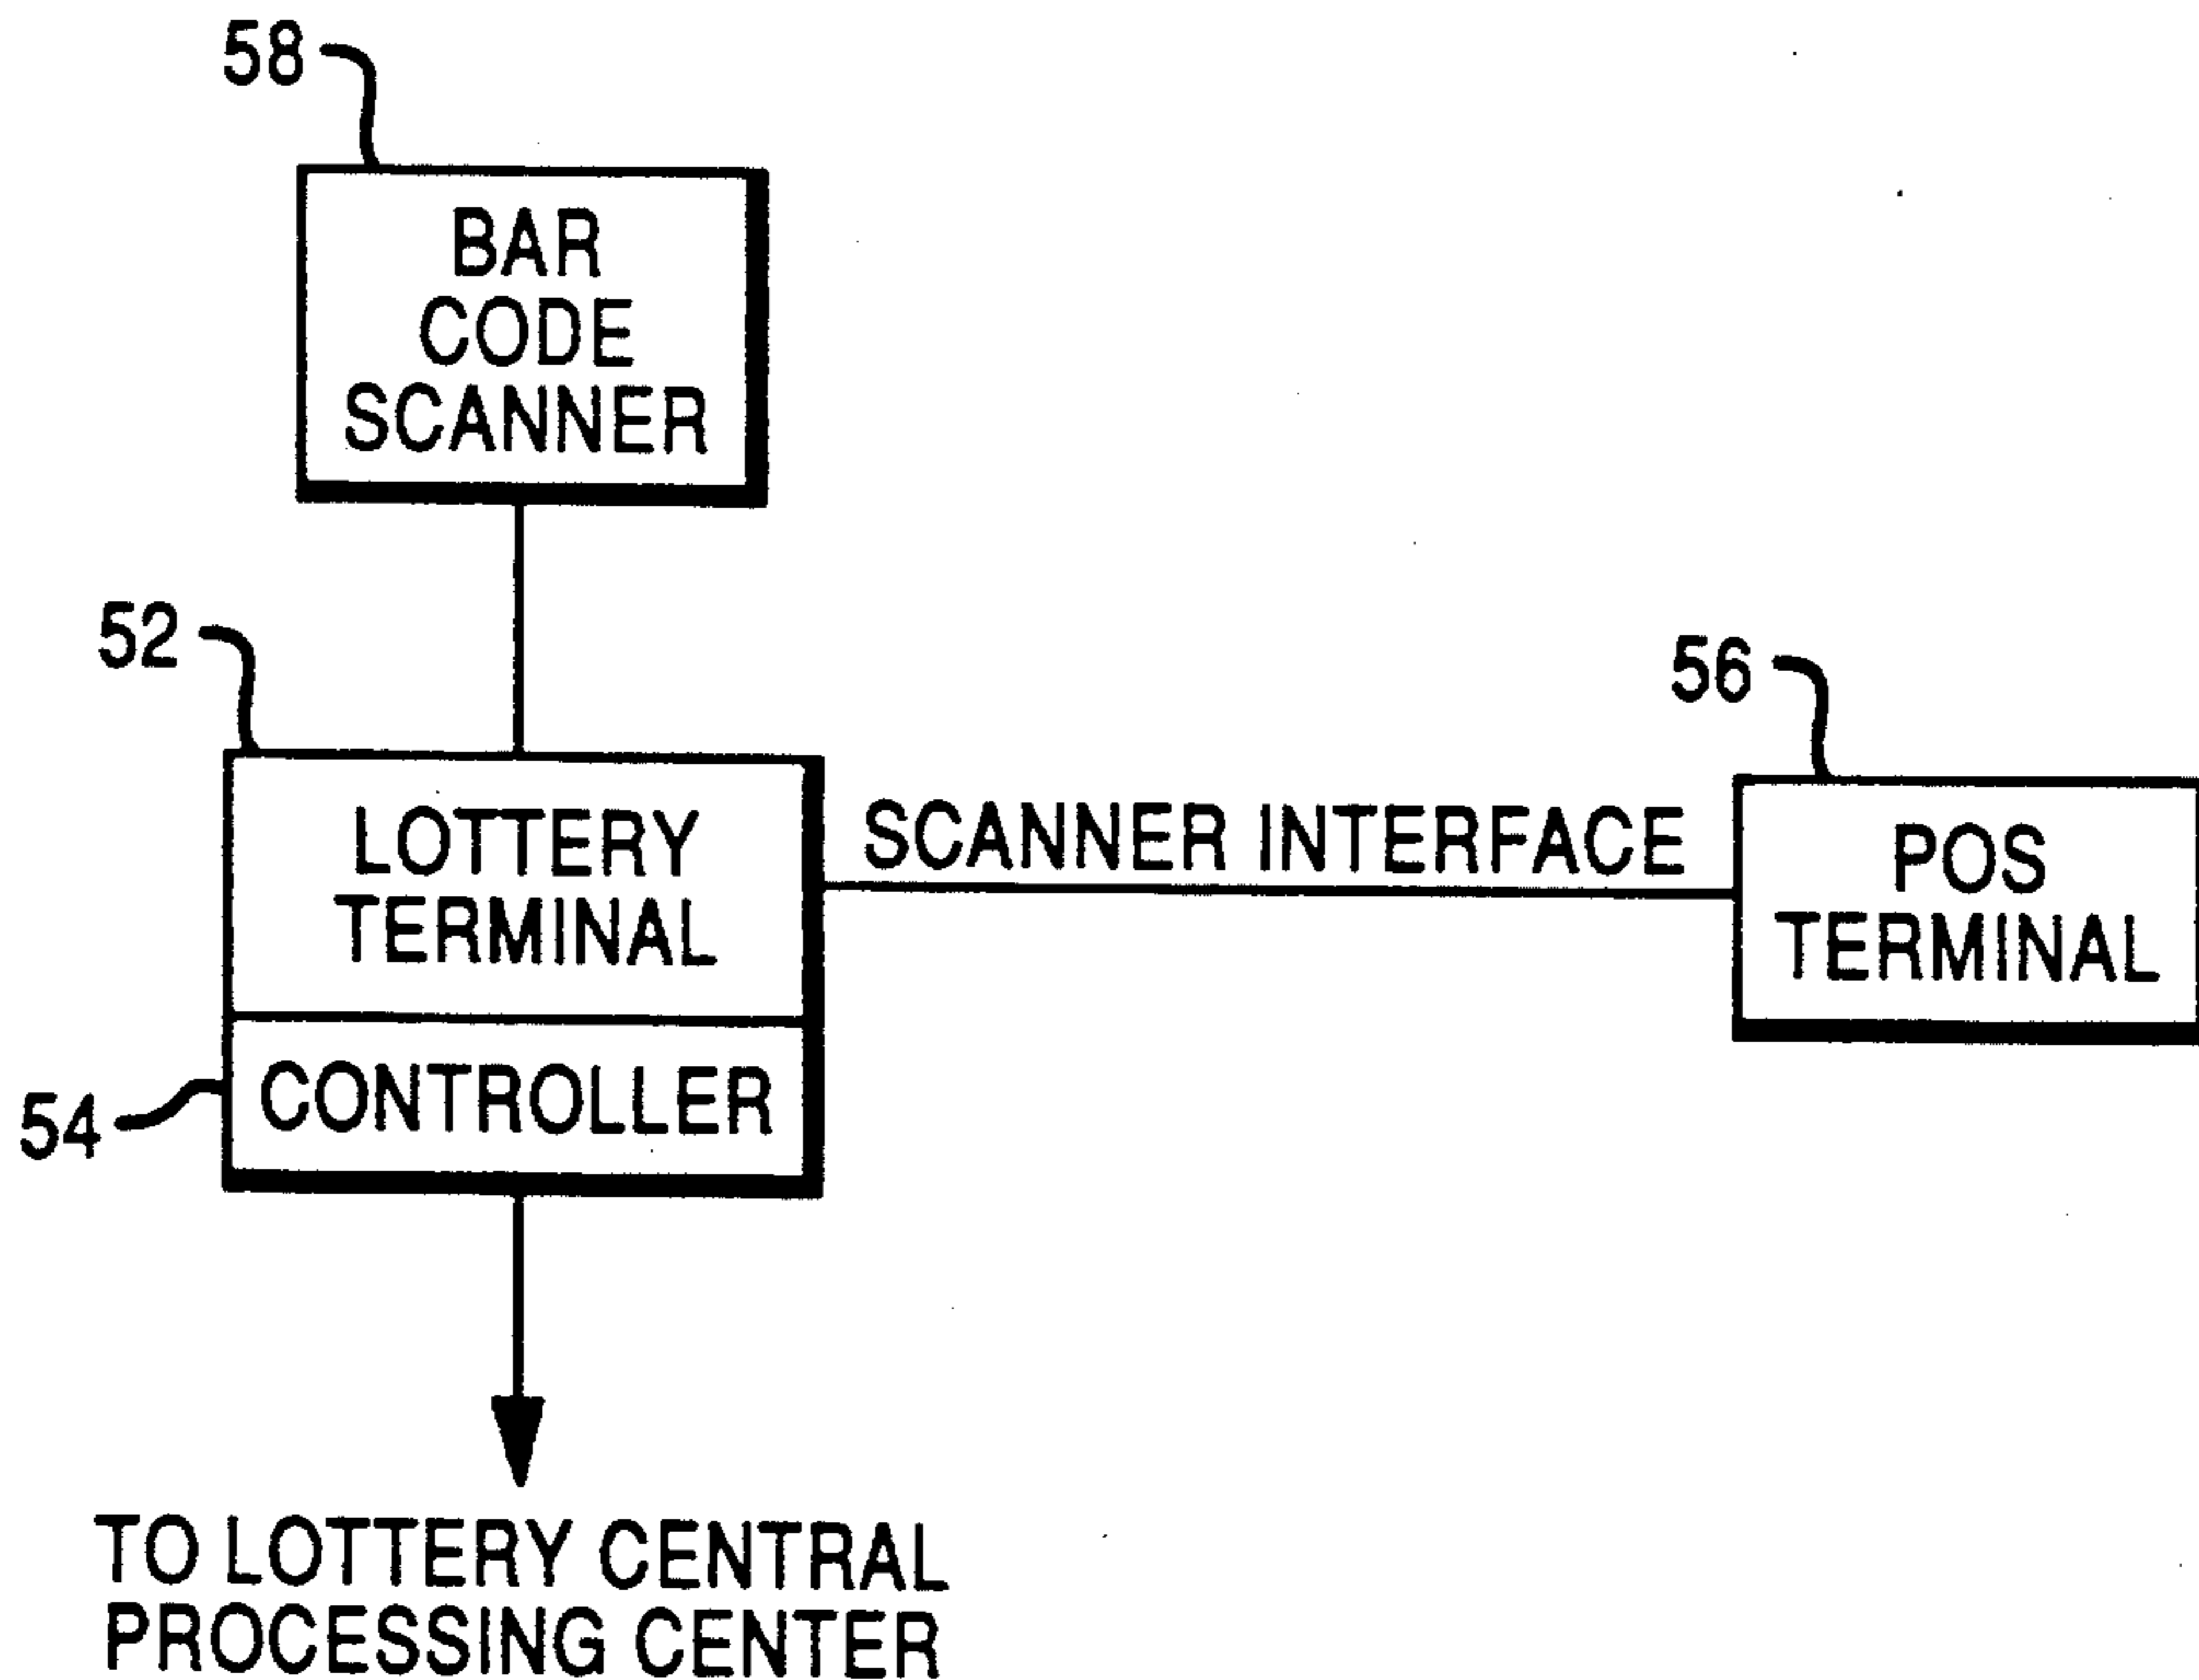 58
BAR
CODE
SCANNER
52
56
LOTTERY
TERMINAL
SCANNER INTERFACE
POS
TERMINAL
CONTROLLER
54
TO LOTTERY CENTRAL
PROCESSING CENTER